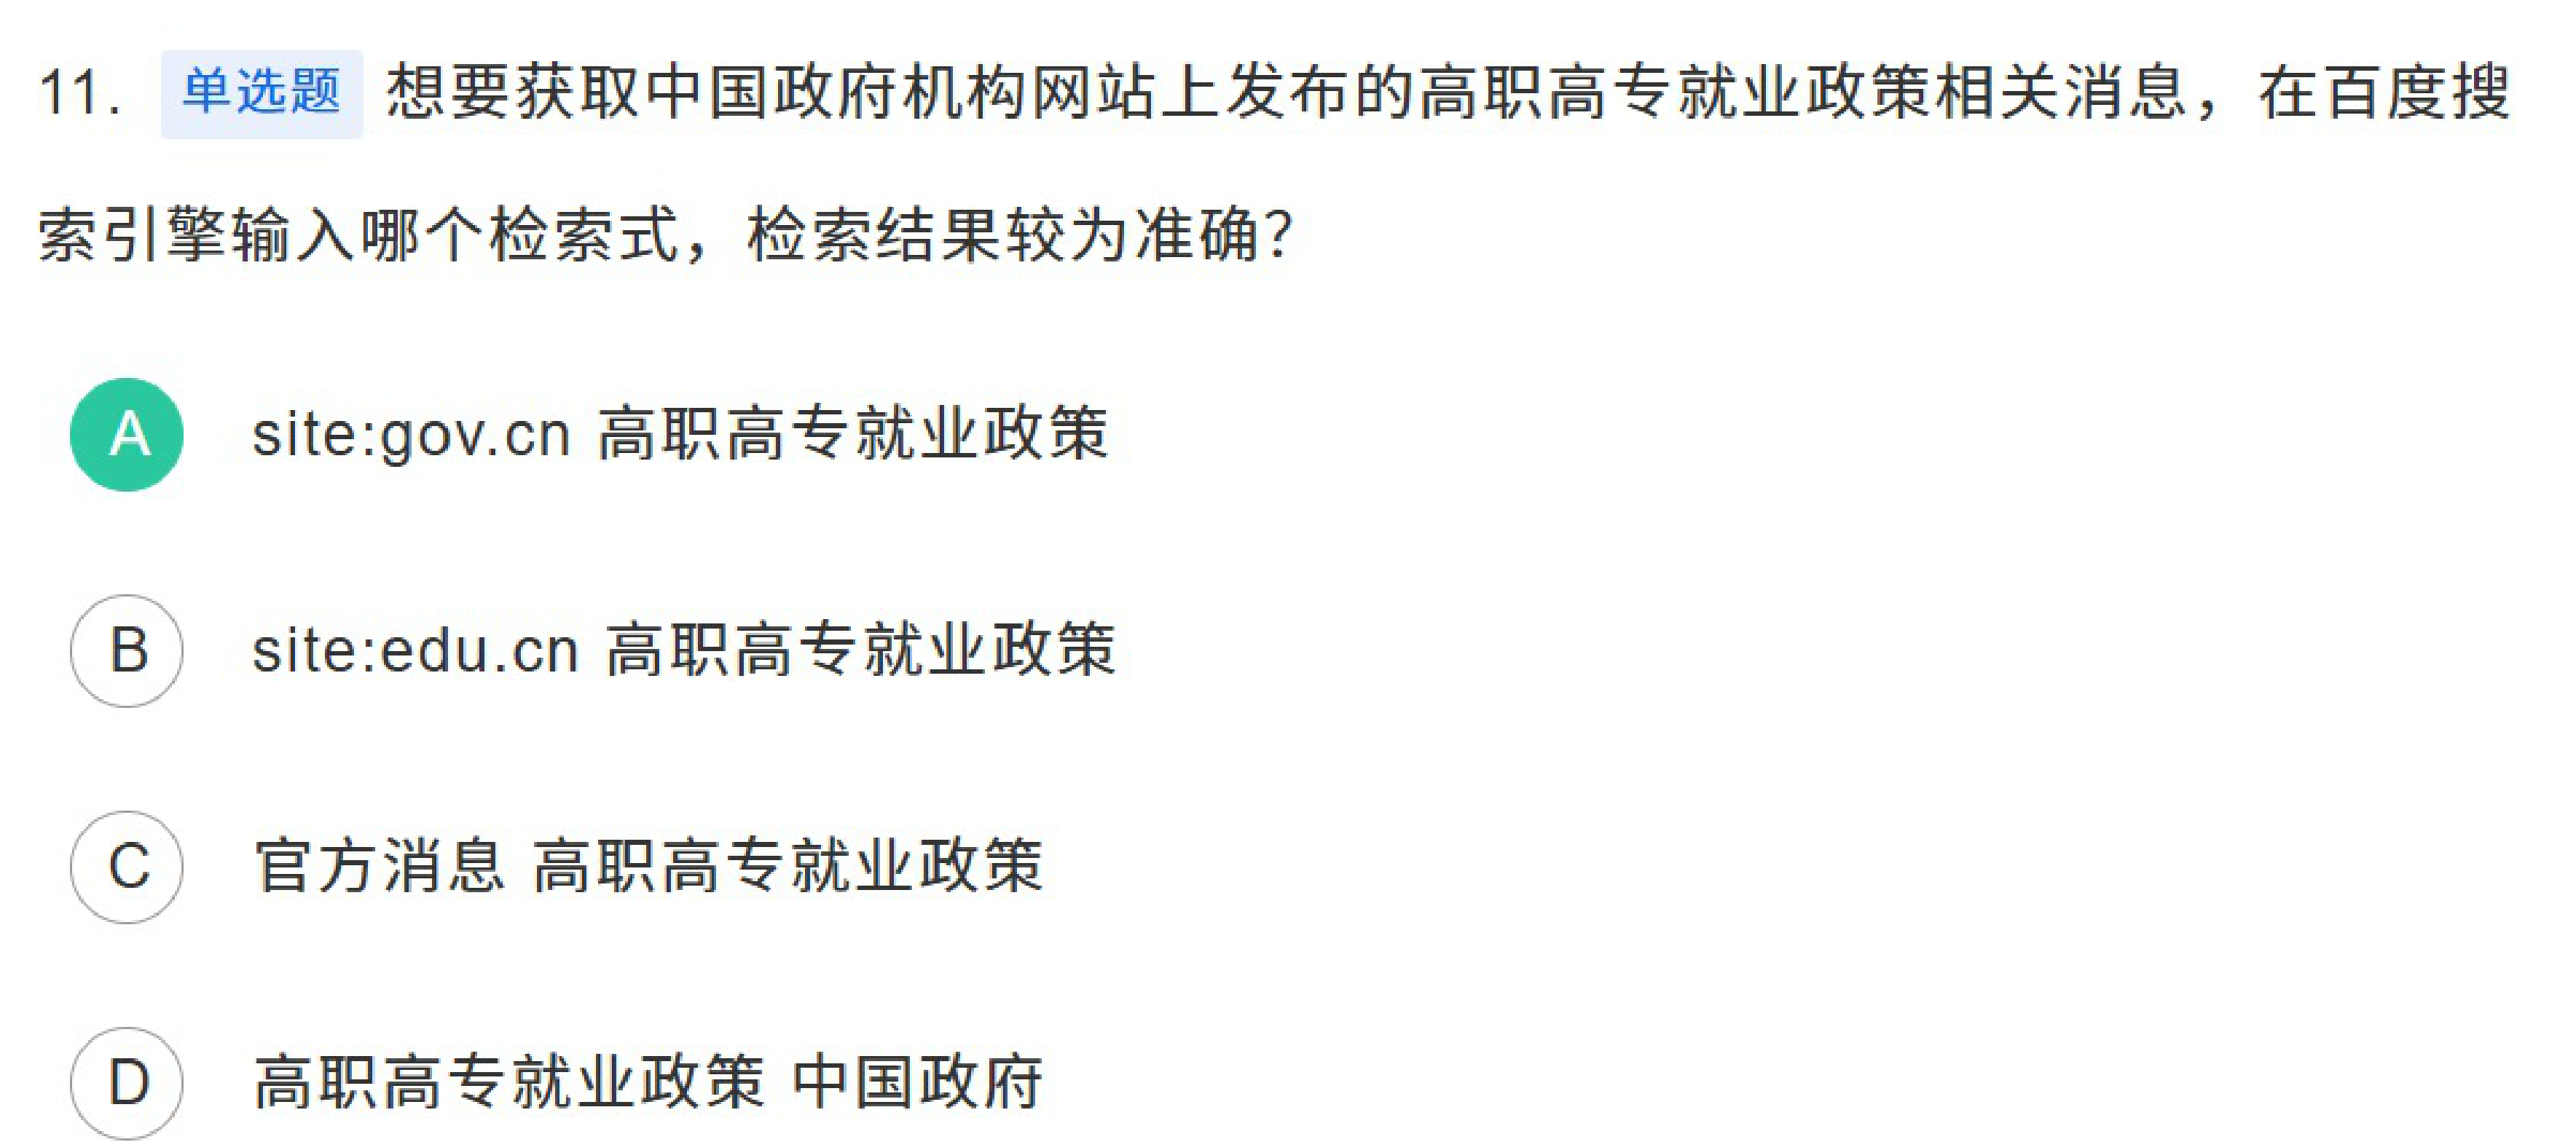 11. 单选题 想要获取中国政府机构网站上发布的高职高专就业政策相关消息，在百度搜
索引擎输入哪个检索式，检索结果较为准确？
A site:gov.cn 高职高专就业政策
B site:edu.cn 高职高专就业政策
C 官方消息 高职高专就业政策
D 高职高专就业政策 中国政府